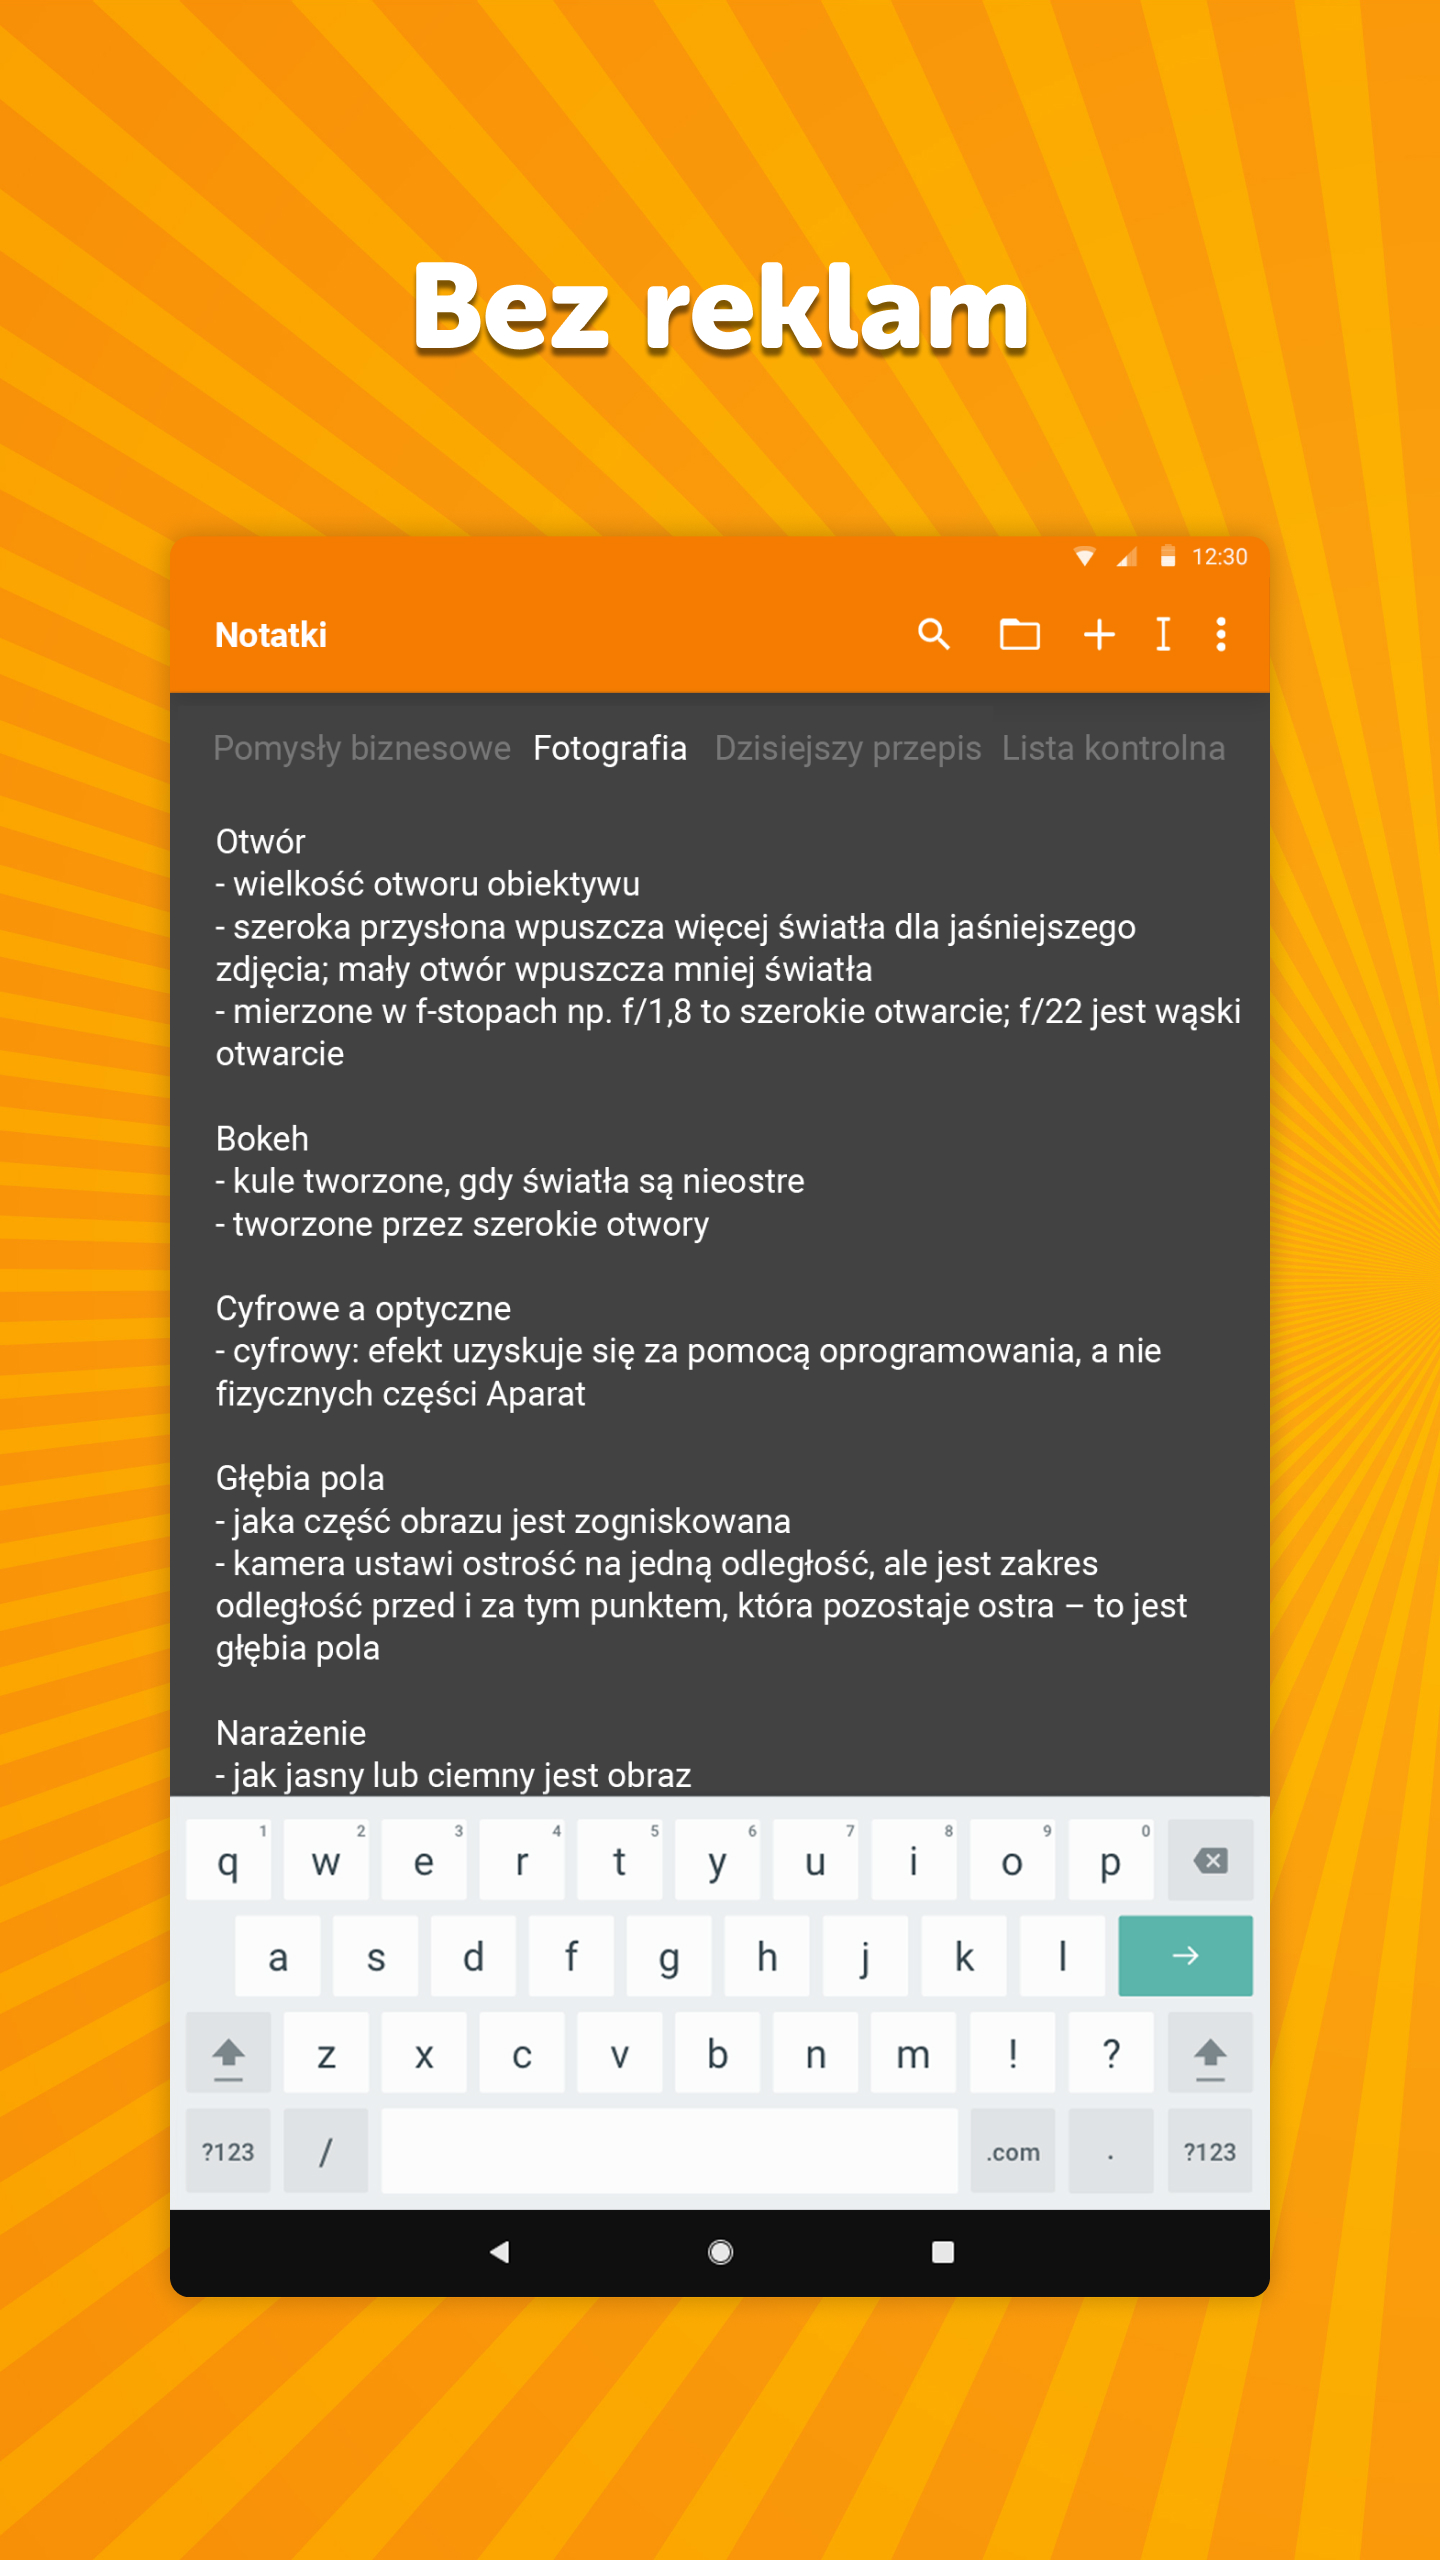 Bez reklam
12:30
Notatki
Pomysły biznesowe Fotografia Dzisiejszy przepis Lista kontrolna
Otwór
- wielkość otworu obiektywu
- szeroka przysłona wpuszcza więcej światła dla jaśniejszego
zdjęcia; mały otwór wpuszcza mniej światła
- mierzone w f-stopach np. f/1,8 to szerokie otwarcie; f/22 jest wąski
otwarcie
Bokeh
- kule tworzone, gdy światła są nieostre
- tworzone przez szerokie otwory
Cyfrowe a optyczne
- cyfrowy: efekt uzyskuje się za pomocą oprogramowania, a nie
fizycznych części Aparat
Głębia pola
- jaka część obrazu jest zogniskowana
- kamera ustawi ostrość na jedną odległość, ale jest zakres
odległość przed i za tym punktem, która pozostaje ostra – to jest
głębia pola
Narażenie
- jak jasny lub ciemny jest obraz
1 2 3 4 5 6 7 8 9 0
q w e r t y u i o p
a s d f g h j k l
z x c v b n m ! ?
?123 / .com . ?123